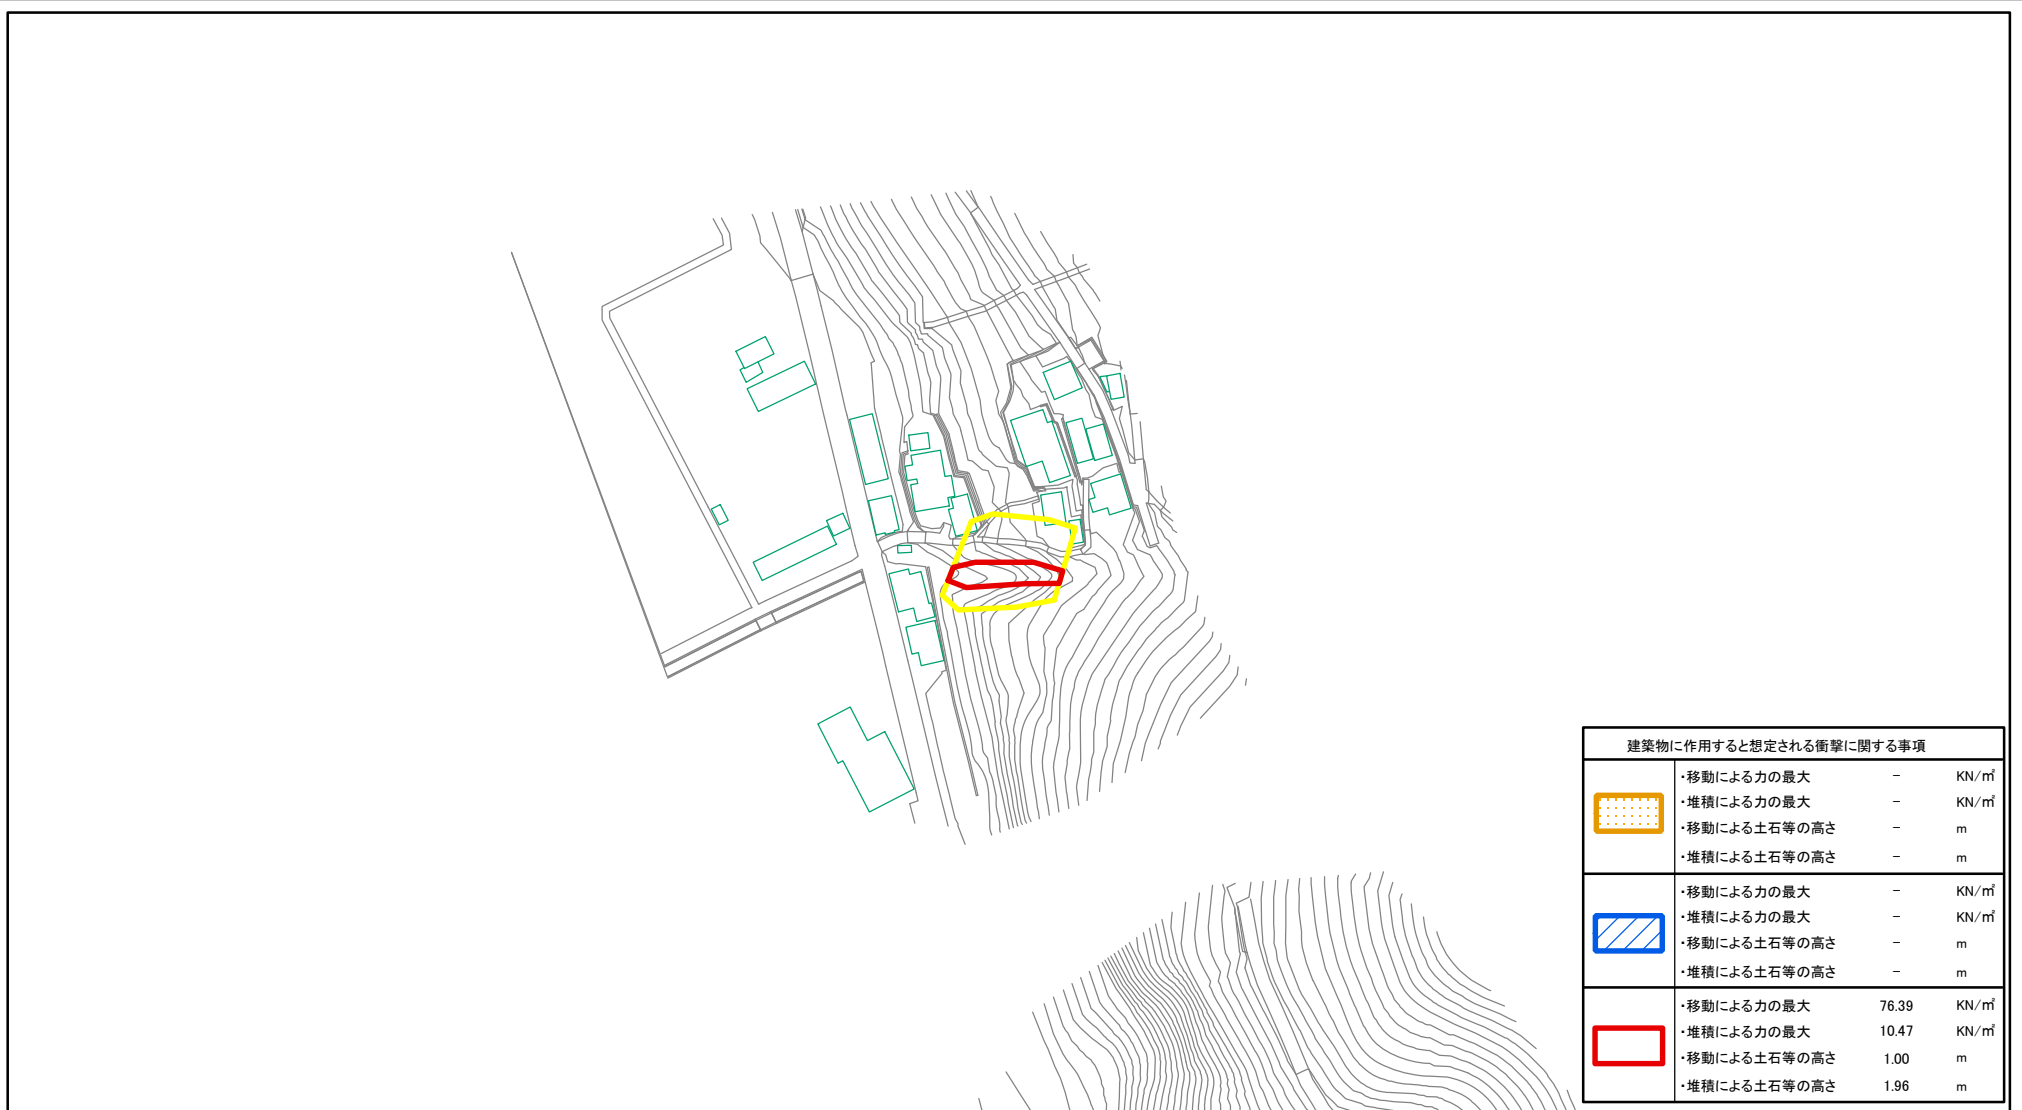 建築物に作用すると想定される衝撃に関する事項
・移動による力の最大 － KN/㎡
・堆積による力の最大 － KN/㎡
・移動による土石等の高さ － m
・堆積による土石等の高さ － m
・移動による力の最大 － KN/㎡
・堆積による力の最大 － KN/㎡
・移動による土石等の高さ － m
・堆積による土石等の高さ － m
・移動による力の最大 76.39 KN/㎡
・堆積による力の最大 10.47 KN/㎡
・移動による土石等の高さ 1.00 m
・堆積による土石等の高さ 1.96 m